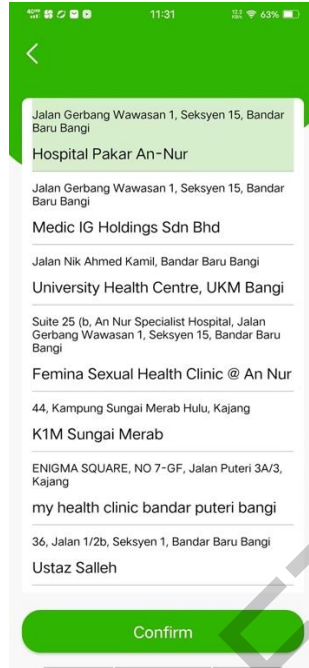 11:31
63%
Jalan Gerbang Wawasan 1, Seksyen 15, Bandar
Baru Bangi
Hospital Pakar An-Nur
Jalan Gerbang Wawasan 1, Seksyen 15, Bandar
Baru Bangi
Medic IG Holdings Sdn Bhd
Jalan Nik Ahmed Kamil, Bandar Baru Bangi
University Health Centre, UKM Bangi
Suite 25 (b, An Nur Specialist Hospital, Jalan
Gerbang Wawasan 1, Seksyen 15, Bandar Baru
Bangi
Femina Sexual Health Clinic @ An Nur
44, Kampung Sungai Merab Hulu, Kajang
K1M Sungai Merab
ENIGMA SQUARE, NO 7-GF, Jalan Puteri 3A/3,
Kajang
my health clinic bandar puteri bangi
36, Jalan 1/2b, Seksyen 1, Bandar Baru Bangi
Ustaz Salleh
Confirm